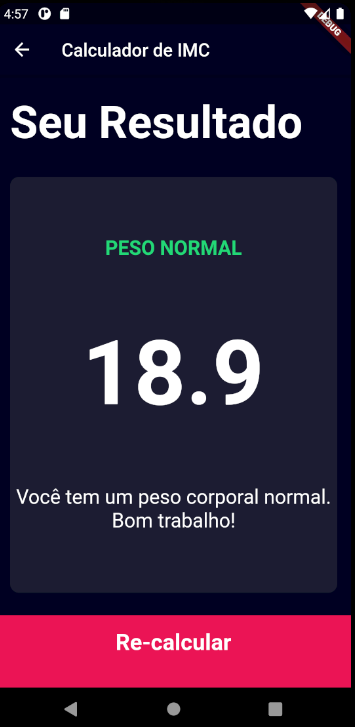 4:57
DEBUG
Calculador de IMC
Seu Resultado
PESO NORMAL
18.9
Você tem um peso corporal normal.
Bom trabalho!
Re-calcular